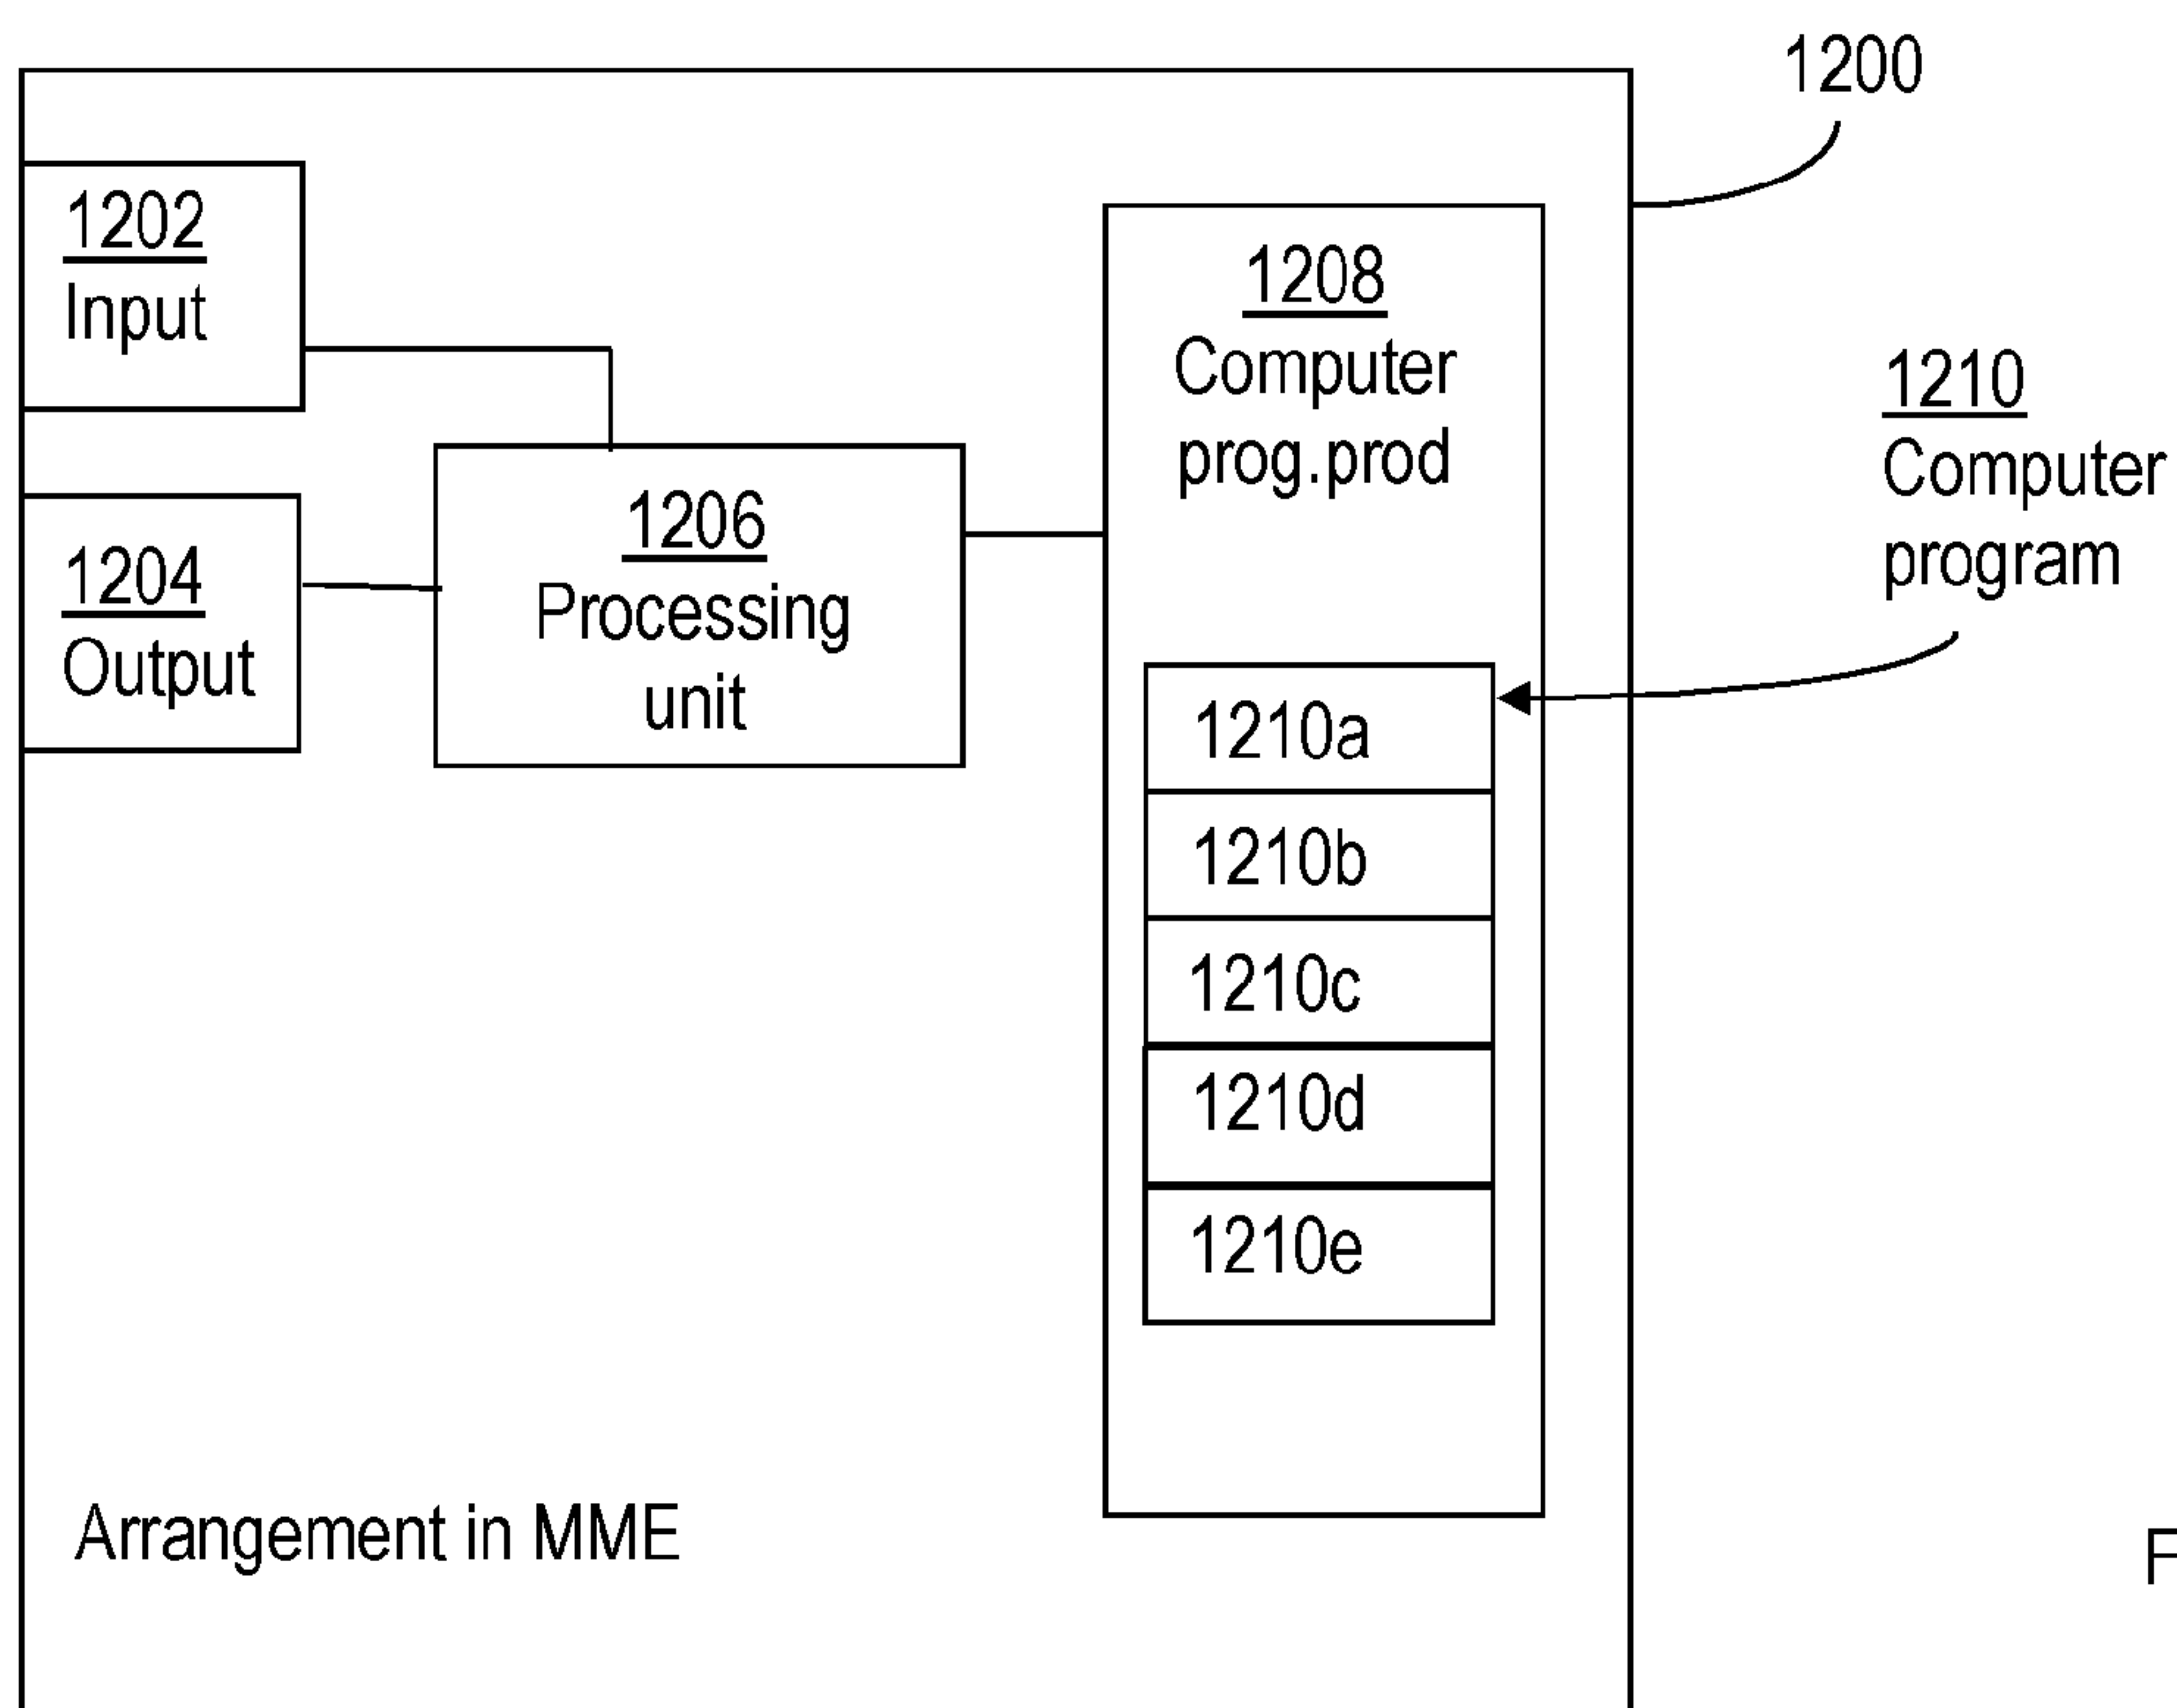 1200
1202
Input
1204
Output
1206
Processing
unit
1208
Computer
prog.prod
1210
Computer
program
1210a
1210b
1210c
1210d
1210e
Arrangement in MME
F